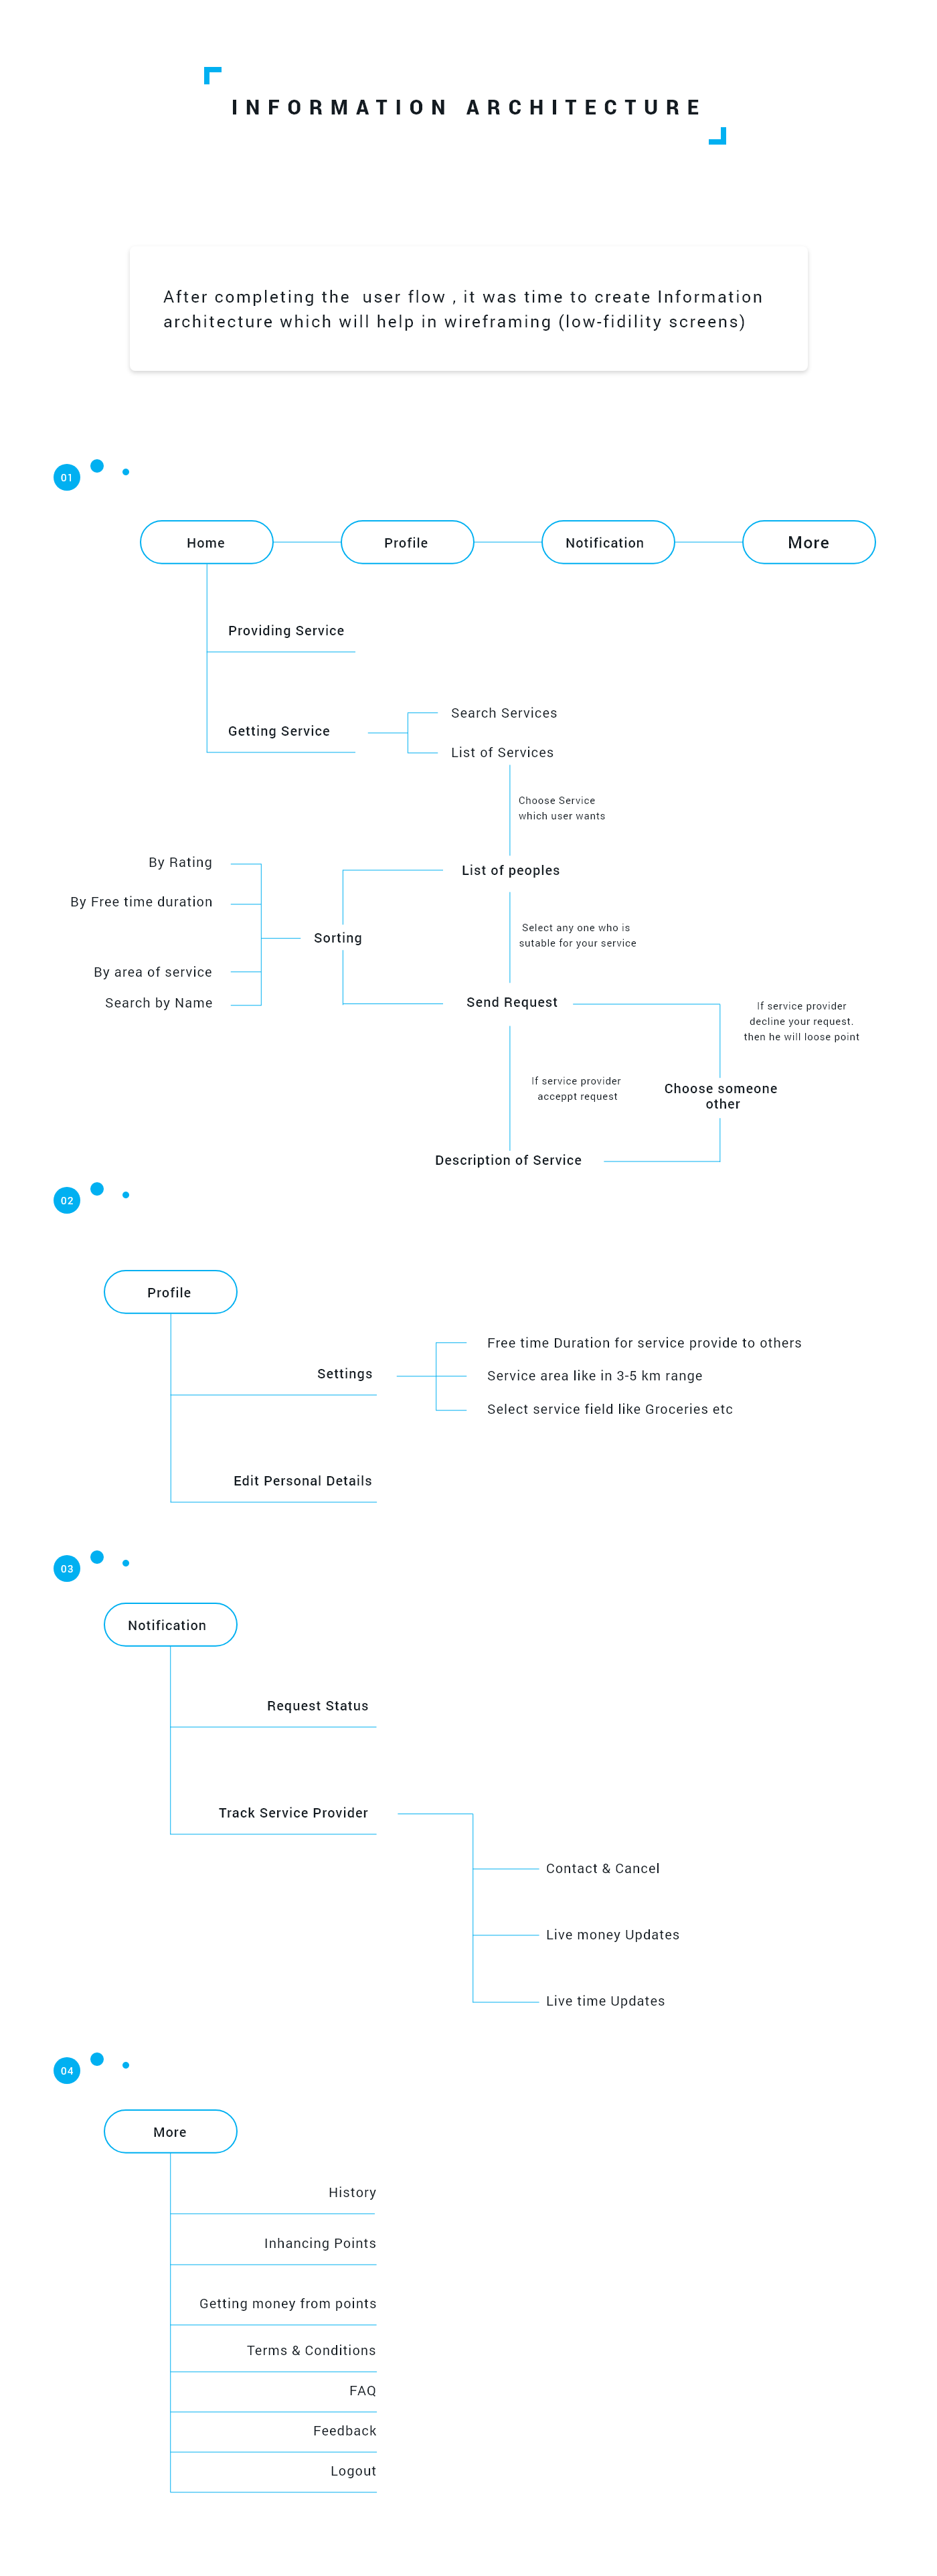 INFORMATION ARCHITECTURE
After completing the user flow , it was time to create Information
architecture which will help in wireframing (low-fidility screens)
01
Home
Profile
Notification
More
Providing Service
Getting Service
Search Services
List of Services
Choose Service
which user wants
By Rating
By Free time duration
By area of service
Search by Name
Sorting
List of peoples
Select any one who is
sutable for your service
Send Request
If service provider
decline your request.
then he will loose point
If service provider
acceppt request
Choose someone
other
Description of Service
02
Profile
Settings
Free time Duration for service provide to others
Service area like in 3-5 km range
Select service field like Groceries etc
Edit Personal Details
03
Notification
Request Status
Track Service Provider
Contact & Cancel
Live money Updates
Live time Updates
04
More
History
Inhancing Points
Getting money from points
Terms & Conditions
FAQ
Feedback
Logout